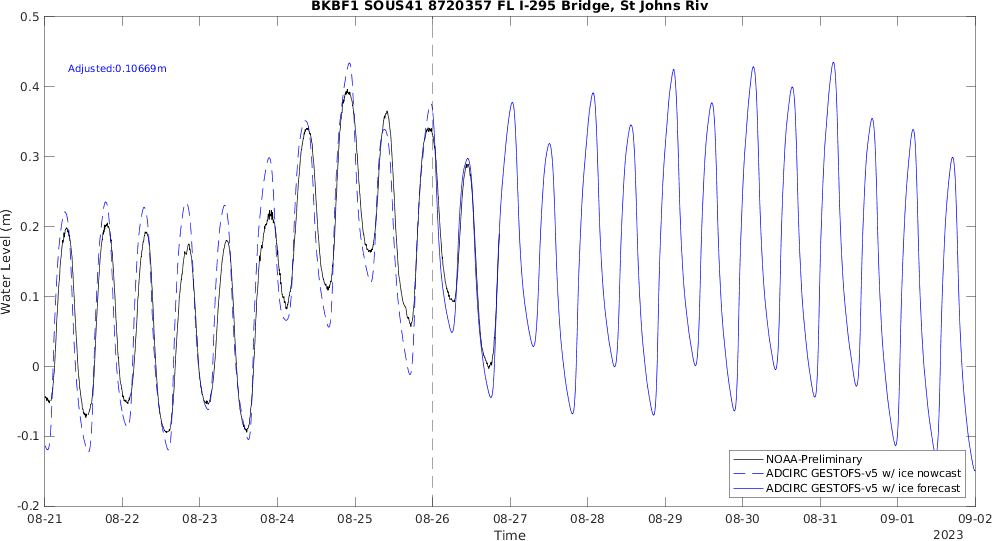 BKBF1 SOUS41 8720357 FL I-295 Bridge, St Johns Riv
Adjusted:0.10669m
Water Level (m)
0.5
0.4
0.3
0.2
0.1
0
-0.1
-0.2
NOAA-Preliminary
ADCIRC GESTOFS-v5 w/ ice nowcast
ADCIRC GESTOFS-v5 w/ ice forecast
08-21 08-22 08-23 08-24 08-25 08-26 08-27 08-28 08-29 08-30 08-31 09-01 09-02
Time
2023